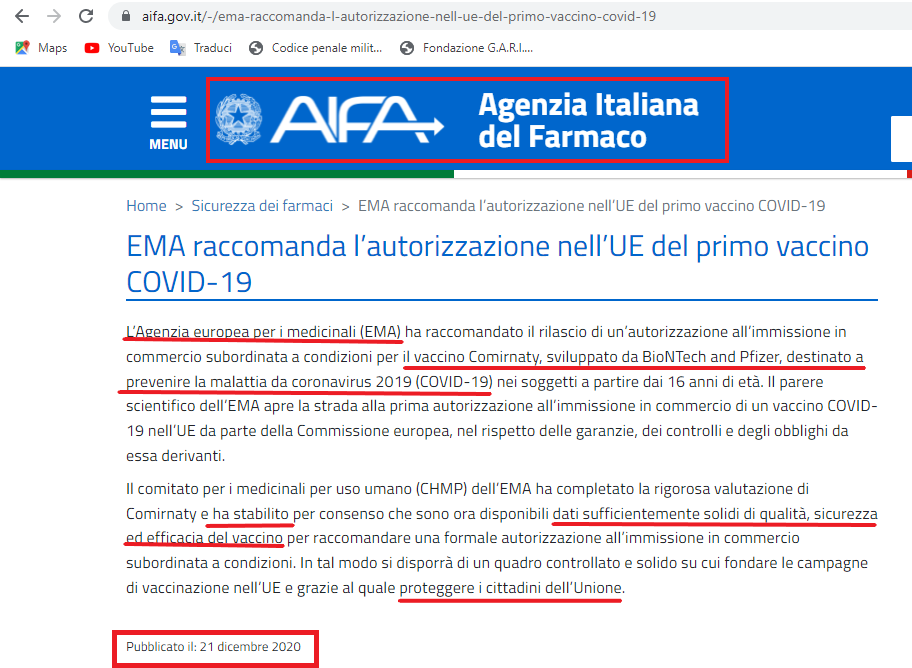 aifa.gov.it/-/ema-raccomanda-l-autorizzazione-nell-ue-del-primo-vaccino-covid-19
Maps YouTube Traduci Codice penale milit... Fondazione G.A.R.I....
MENU
AIFA
Agenzia Italiana
del Farmaco
Home > Sicurezza dei farmaci > EMA raccomanda l'autorizzazione nell'UE del primo vaccino COVID-19
EMA raccomanda l'autorizzazione nell'UE del primo vaccino
COVID-19
L'Agenzia europea per i medicinali (EMA) ha raccomandato il rilascio di un'autorizzazione all'immissione in
commercio subordinata a condizioni per il vaccino Comirnaty, sviluppato da BioNTech and Pfizer, destinato a
prevenire la malattia da coronavirus 2019 (COVID-19) nei soggetti a partire dai 16 anni di età. Il parere
scientifico dell'EMA apre la strada alla prima autorizzazione all'immissione in commercio di un vaccino COVID-
19 nell'UE da parte della Commissione europea, nel rispetto delle garanzie, dei controlli e degli obblighi da
essa derivanti.
Il comitato per i medicinali per uso umano (CHMP) dell'EMA ha completato la rigorosa valutazione di
Comirnaty e ha stabilito per consenso che sono ora disponibili dati sufficientemente solidi di qualità, sicurezza
ed efficacia del vaccino per raccomandare una formale autorizzazione all'immissione in commercio
subordinata a condizioni. In tal modo si disporrà di un quadro controllato e solido su cui fondare le campagne
di vaccinazione nell'UE e grazie al quale proteggere i cittadini dell'Unione.
Pubblicato il: 21 dicembre 2020